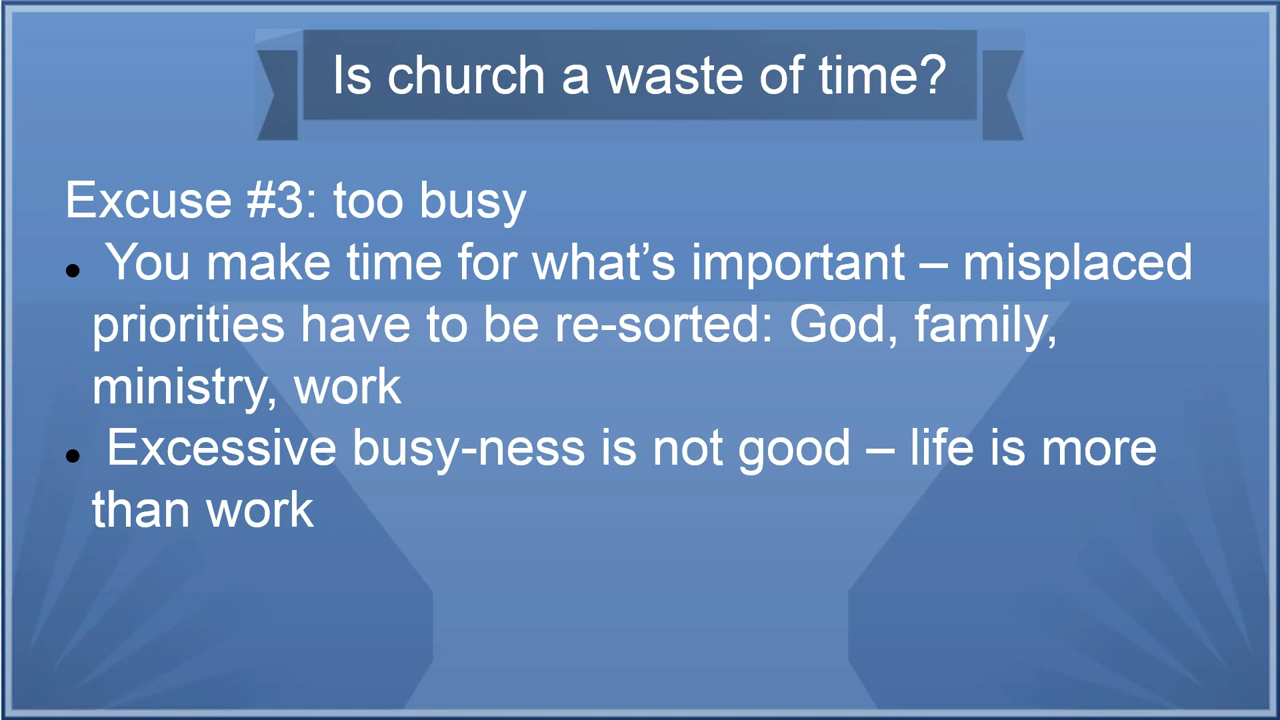 Is church a waste of time?
Excuse #3: too busy
● You make time for what’s important – misplaced
priorities have to be re-sorted: God, family,
ministry, work
● Excessive busy-ness is not good – life is more
than work